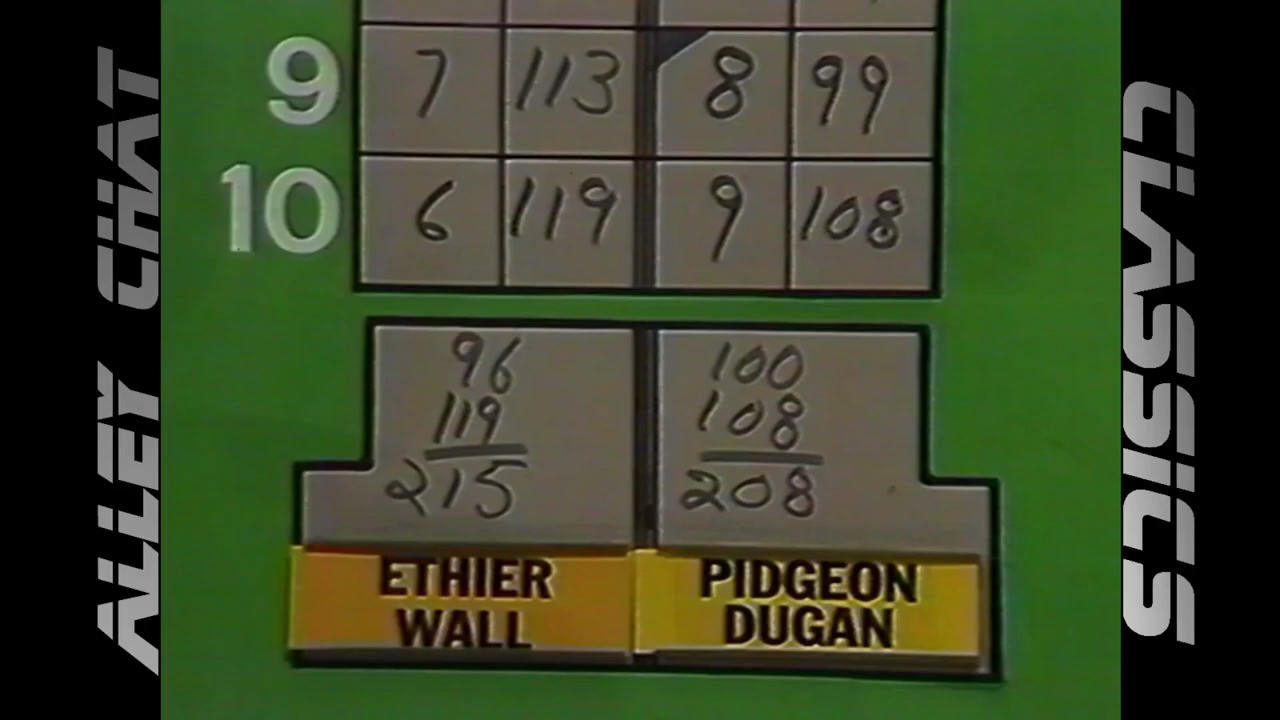 ALLEY CHAT
9 7 113 8 99
10 6 119 9 108
96 100
119 108
215 208
ETHIER PIDGEON
WALL DUGAN
CLASSICS